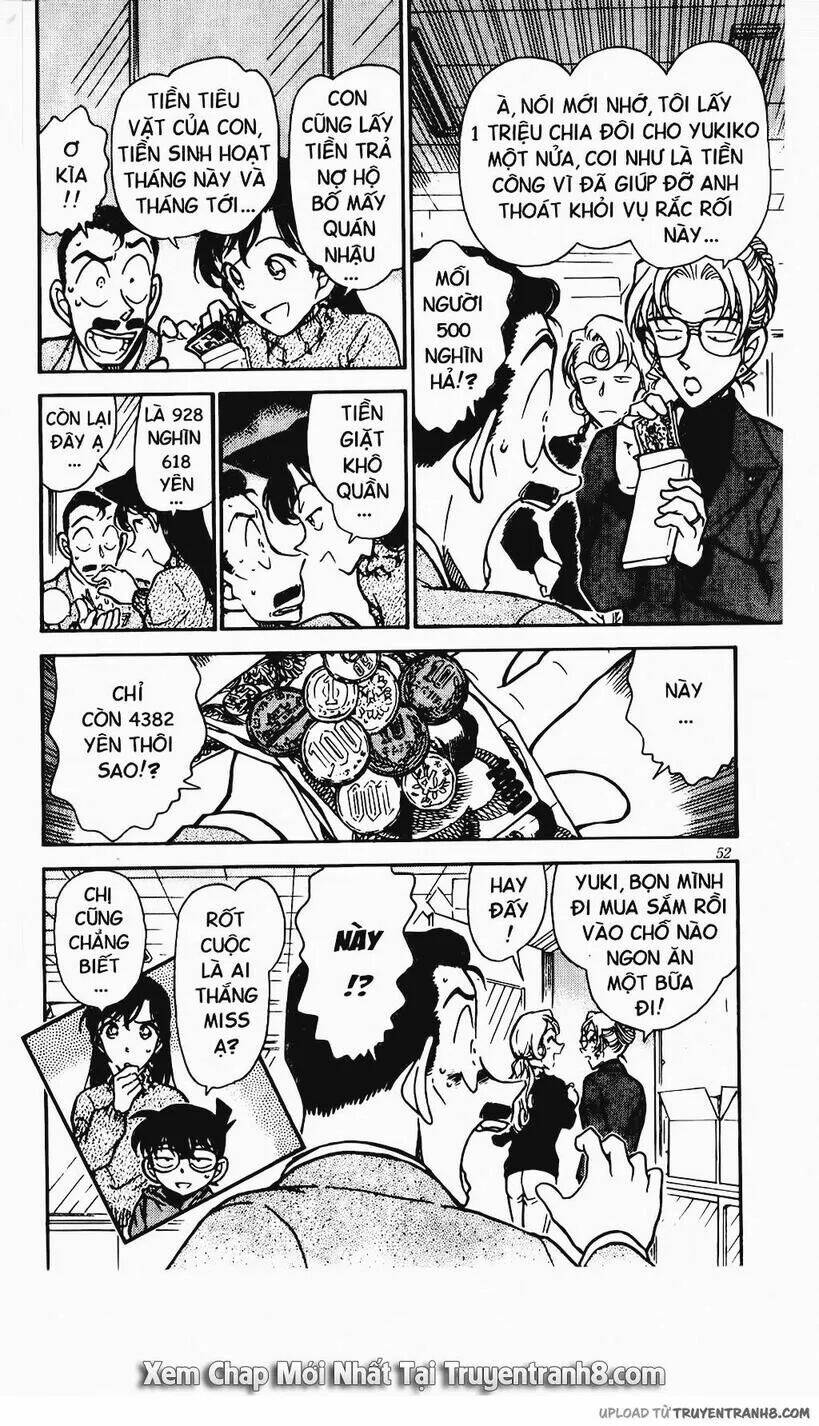 À, NÓI MỚI NHỚ, TÔI LẤY
1 TRIỆU CHIA ĐÔI CHO YUKIKO
MỘT NỬA, COI NHƯ LÀ TIỀN
CÔNG VÌ ĐÃ GIÚP ĐỠ ANH
THOÁT KHỎI VỤ RẮC RỐI
NÀY...
MỖI
NGƯỜI
500
NGHÌN
HẢ!?
CON
CŨNG LẤY
TIỀN TRẢ
NỢ HỘ
BỐ MẤY
QUÁN
NHẬU
...
TIỀN TIÊU
VẶT CỦA CON,
TIỀN SINH HOẠT
THÁNG NÀY VÀ
THÁNG TỚI...
Ơ
KÌA
!!
TIỀN
GIẶT
KHÔ
QUẦN
...
LÀ 928
NGHÌN
618
YÊN
...
CÒN LẠI
ĐÂY Ạ
...
NÀY
...
CHỈ
CÒN 4382
YÊN THÔI
SAO!?
100
100
10
1
50
52
YUKI, BỌN MÌNH
ĐI MUA SẮM RỒI
VÀO CHỖ NÀO
NGON ĂN
MỘT BỮA
ĐI!
HAY
ĐẤY
!
NÀY
!?
RỐT
CUỘC
LÀ AI
THẮNG
MISS
Ạ?
CHỊ
CŨNG
CHẲNG
BIẾT
...
Xem Chap Mới Nhất Tại Truyentranh8.com
UPLOAD TỪ TRUYENTRANH8.COM